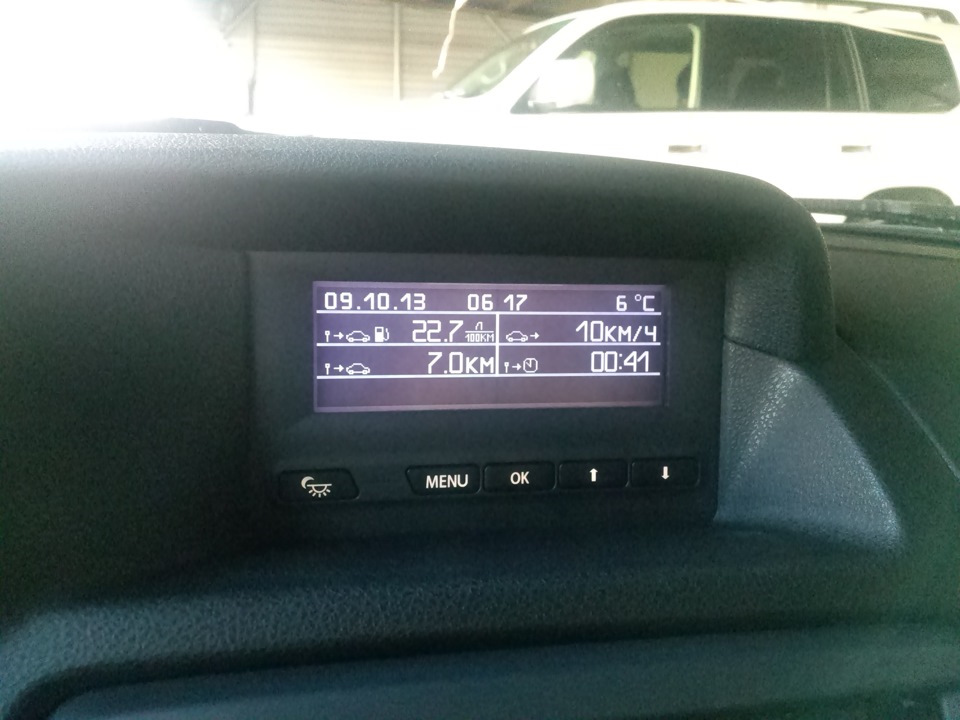 09.10.13 06 17 6 °C
22.7 Л/100КМ 10КМ/Ч
7.0КМ 00:41
MENU OK